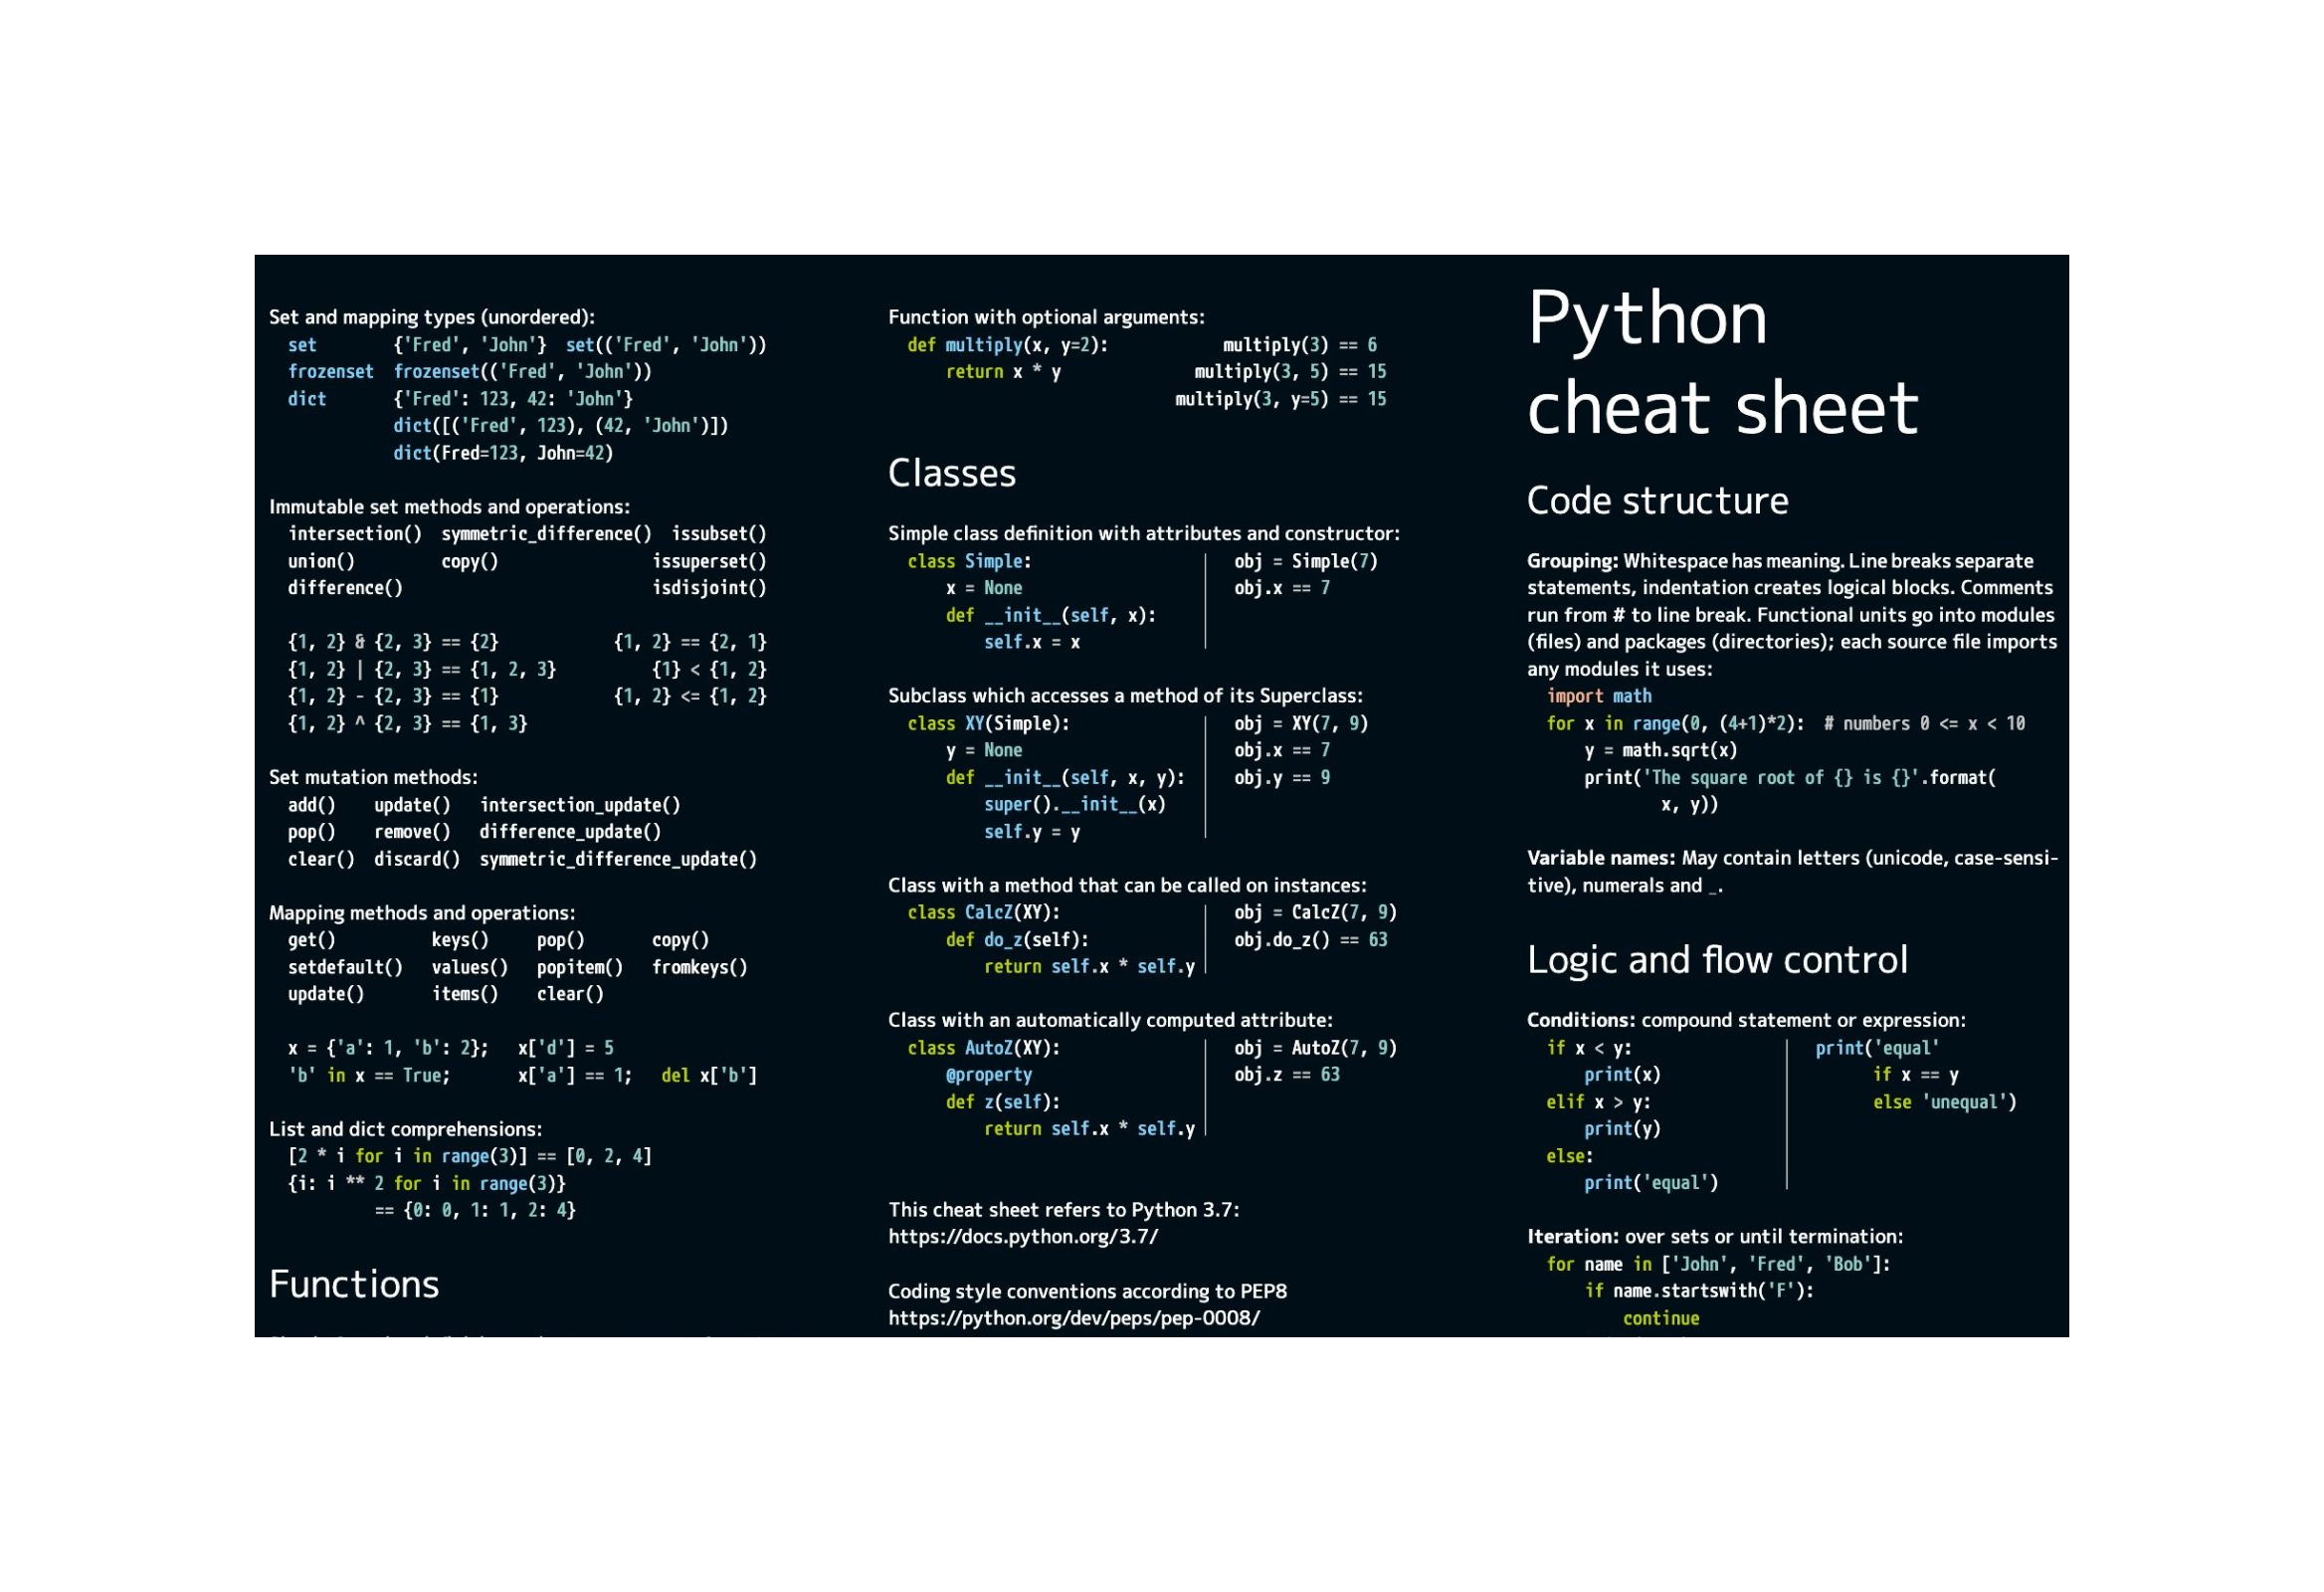 Set and mapping types (unordered):
set {'Fred', 'John'} set(('Fred', 'John'))
frozenset frozenset(('Fred', 'John'))
dict {'Fred': 123, 42: 'John'}
dict([('Fred', 123), (42, 'John')])
dict(Fred=123, John=42)
Immutable set methods and operations:
intersection() symmetric_difference() issubset()
union() copy() issuperset()
difference() isdisjoint()
{1, 2} & {2, 3} == {2} {1, 2} == {2, 1}
{1, 2} | {2, 3} == {1, 2, 3} {1} < {1, 2}
{1, 2} - {2, 3} == {1} {1, 2} <= {1, 2}
{1, 2} ^ {2, 3} == {1, 3}
Set mutation methods:
add() update() intersection_update()
pop() remove() difference_update()
clear() discard() symmetric_difference_update()
Mapping methods and operations:
get() keys() pop() copy()
setdefault() values() popitem() fromkeys()
update() items() clear()
x = {'a': 1, 'b': 2}; x['d'] = 5
'b' in x == True; x['a'] == 1; del x['b']
List and dict comprehensions:
[2 * i for i in range(3)] == [0, 2, 4]
{i: i ** 2 for i in range(3)}
== {0: 0, 1: 1, 2: 4}
Functions
Function with optional arguments:
def multiply(x, y=2): multiply(3) == 6
return x * y multiply(3, 5) == 15
multiply(3, y=5) == 15
Classes
Simple class definition with attributes and constructor:
class Simple: obj = Simple(7)
x = None obj.x == 7
def __init__(self, x):
self.x = x
Subclass which accesses a method of its Superclass:
class XY(Simple): obj = XY(7, 9)
y = None obj.x == 7
def __init__(self, x, y): obj.y == 9
super().__init__(x)
self.y = y
Class with a method that can be called on instances:
class CalcZ(XY): obj = CalcZ(7, 9)
def do_z(self): obj.do_z() == 63
return self.x * self.y
Class with an automatically computed attribute:
class AutoZ(XY): obj = AutoZ(7, 9)
@property obj.z == 63
def z(self):
return self.x * self.y
This cheat sheet refers to Python 3.7:
https://docs.python.org/3.7/
Coding style conventions according to PEP8
https://python.org/dev/peps/pep-0008/
Python
cheat sheet
Code structure
Grouping: Whitespace has meaning. Line breaks separate
statements, indentation creates logical blocks. Comments
run from # to line break. Functional units go into modules
(files) and packages (directories); each source file imports
any modules it uses:
import math
for x in range(0, (4+1)*2): # numbers 0 <= x < 10
y = math.sqrt(x)
print('The square root of {} is {}'.format(
x, y))
Variable names: May contain letters (unicode, case-sensi-
tive), numerals and _.
Logic and flow control
Conditions: compound statement or expression:
if x < y: print('equal'
print(x) if x == y
elif x > y: else 'unequal')
print(y)
else:
print('equal')
Iteration: over sets or until termination:
for name in ['John', 'Fred', 'Bob']:
if name.startswith('F'):
continue